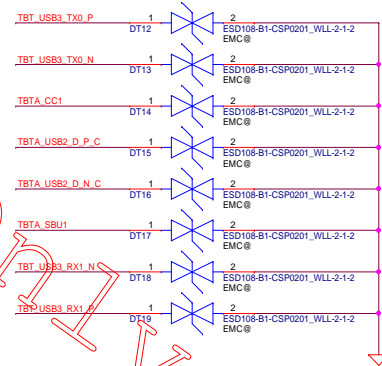 TBT_USB3_TX0_P 1 2
DT12 ESD108-B1-CSP0201_WLL-2-1-2
EMC@
TBT_USB3_TX0_N 1 2
DT13 ESD108-B1-CSP0201_WLL-2-1-2
EMC@
TBTA_CC1 1 2
DT14 ESD108-B1-CSP0201_WLL-2-1-2
EMC@
TBTA_USB2_D_P_C 1 2
DT15 ESD108-B1-CSP0201_WLL-2-1-2
EMC@
TBTA_USB2_D_N_C 1 2
DT16 ESD108-B1-CSP0201_WLL-2-1-2
EMC@
TBTA_SBU1 1 2
DT17 ESD108-B1-CSP0201_WLL-2-1-2
EMC@
TBT_USB3_RX1_N 1 2
DT18 ESD108-B1-CSP0201_WLL-2-1-2
EMC@
TBT_USB3_RX1_P 1 2
DT19 ESD108-B1-CSP0201_WLL-2-1-2
EMC@